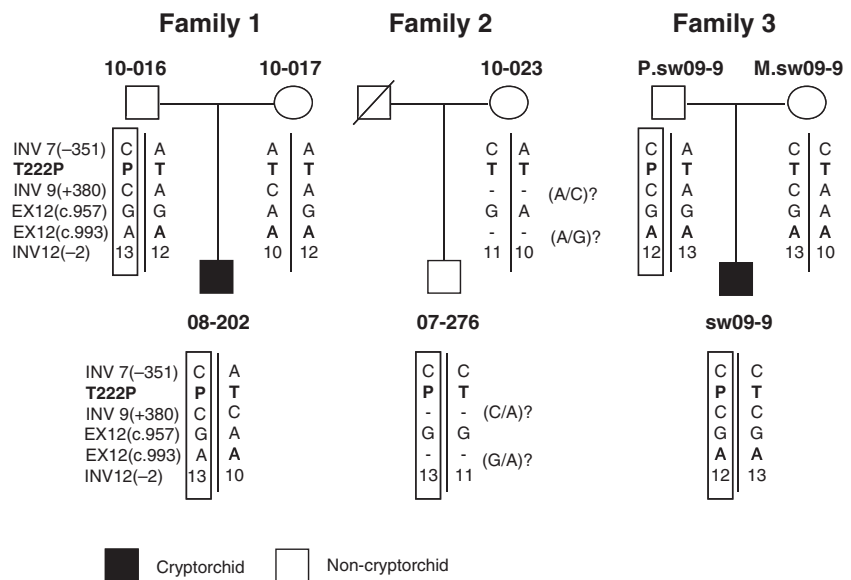 Family 1 Family 2 Family 3
10-016 10-017 10-023 P.sw09-9 M.sw09-9
INV 7(–351) C A A T C A C A C C
T222P P T T T T T P T T T
INV 9(+380) C A C A - - (A/C)? C A C A
EX12(c.957) G G A G G A G G G A
EX12(c.993) A A A A - - (A/G)? A A A A
INV12(–2) 13 12 10 12 11 10 12 13 13 10
08-202 07-276 sw09-9
INV 7(–351) C A C C C C
T222P P T P T P T
INV 9(+380) C C - - (C/A)? C C
EX12(c.957) G A G G G G
EX12(c.993) A A - - (G/A)? A A
INV12(–2) 13 10 13 11 12 13
Cryptorchid Non-cryptorchid